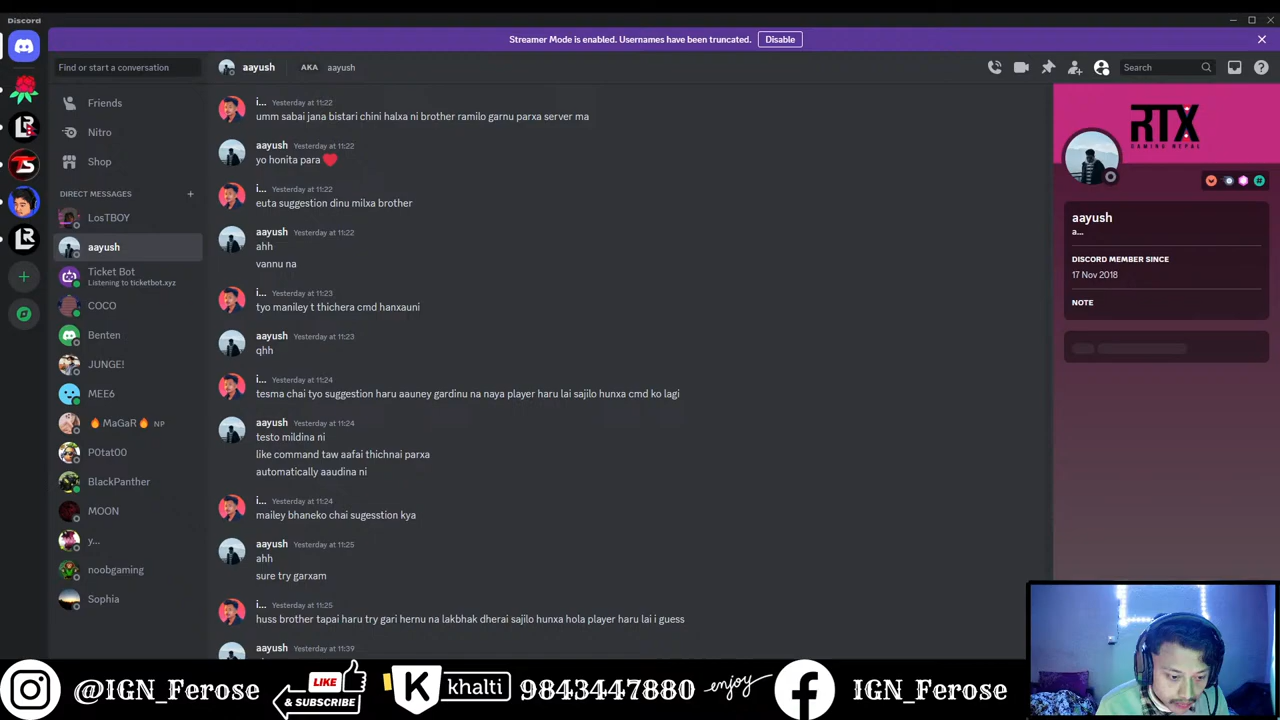 Discord
Streamer Mode is enabled. Usernames have been truncated. Disable
Find or start a conversation
aayush AKA aayush
Search
Friends
Nitro
Shop
DIRECT MESSAGES
LosTBOY
aayush
Ticket Bot
Listening to ticketbot.xyz
COCO
Benten
JUNGE!
MEE6
🔥MaGaR🔥 NP
P0tat00
BlackPanther
MOON
y...
noobgaming
Sophia
i... Yesterday at 11:22
umm sabai jana bistari chini halxa ni brother ramilo garnu parxa server ma
aayush Yesterday at 11:22
yo honita para ❤️
i... Yesterday at 11:22
euta suggestion dinu milxa brother
aayush Yesterday at 11:22
ahh
vannu na
i... Yesterday at 11:23
tyo maniley t thichera cmd hanxauni
aayush Yesterday at 11:23
qhh
i... Yesterday at 11:24
tesma chai tyo suggestion haru aauney gardinu na naya player haru lai sajilo hunxa cmd ko lagi
aayush Yesterday at 11:24
testo mildina ni
like command taw aafai thichnai parxa
automatically aaudina ni
i... Yesterday at 11:24
mailey bhaneko chai sugesstion kya
aayush Yesterday at 11:25
ahh
sure try garxam
i... Yesterday at 11:25
huss brother tapai haru try gari hernu na lakbhak dherai sajilo hunxa hola player haru lai i guess
aayush Yesterday at 11:39
RTX
GAMING NEPAL
aayush
a...
DISCORD MEMBER SINCE
17 Nov 2018
NOTE
@IGN_Ferose
LIKE
& SUBSCRIBE
K khalti
9843447880
enjoy
IGN_Ferose